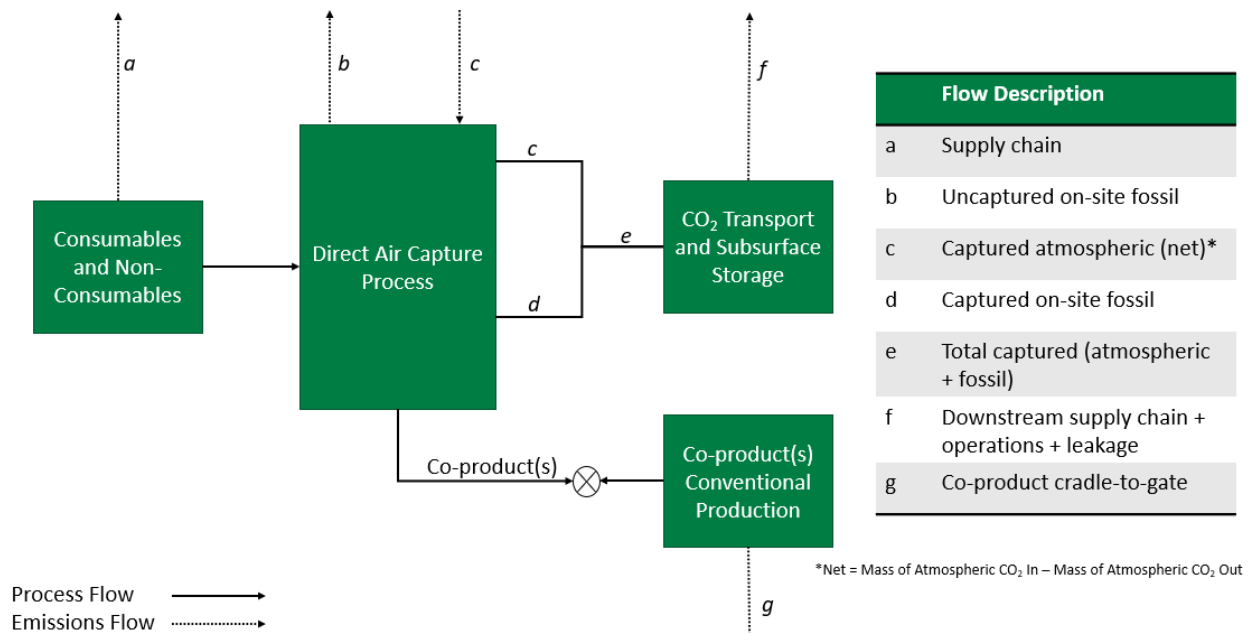 a
b
c
f
Consumables
and Non-
Consumables
Direct Air Capture
Process
c
d
e
CO₂ Transport
and Subsurface
Storage
Co-product(s)
Co-product(s)
Conventional
Production
g
Process Flow
Emissions Flow
Flow Description
a Supply chain
b Uncaptured on-site fossil
c Captured atmospheric (net)*
d Captured on-site fossil
e Total captured (atmospheric
+ fossil)
f Downstream supply chain +
operations + leakage
g Co-product cradle-to-gate
*Net = Mass of Atmospheric CO₂ In – Mass of Atmospheric CO₂ Out